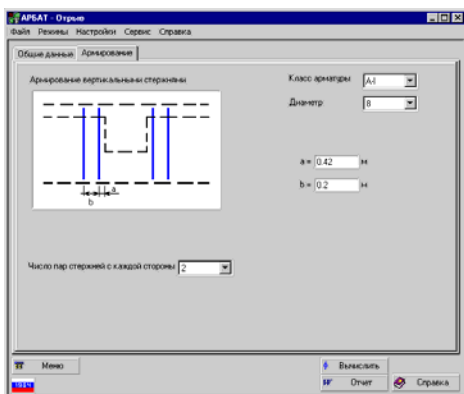 АРБАТ - Отрыв
Файл Режимы Настройки Сервис Справка
Общие данные Армирование
Армирование вертикальными стержнями
Класс арматуры A-I
Диаметр 8
a
b
a = 0.42 м
b = 0.2 м
Число пар стержней с каждой стороны 2
Меню
Вычислить
Отчет
Справка